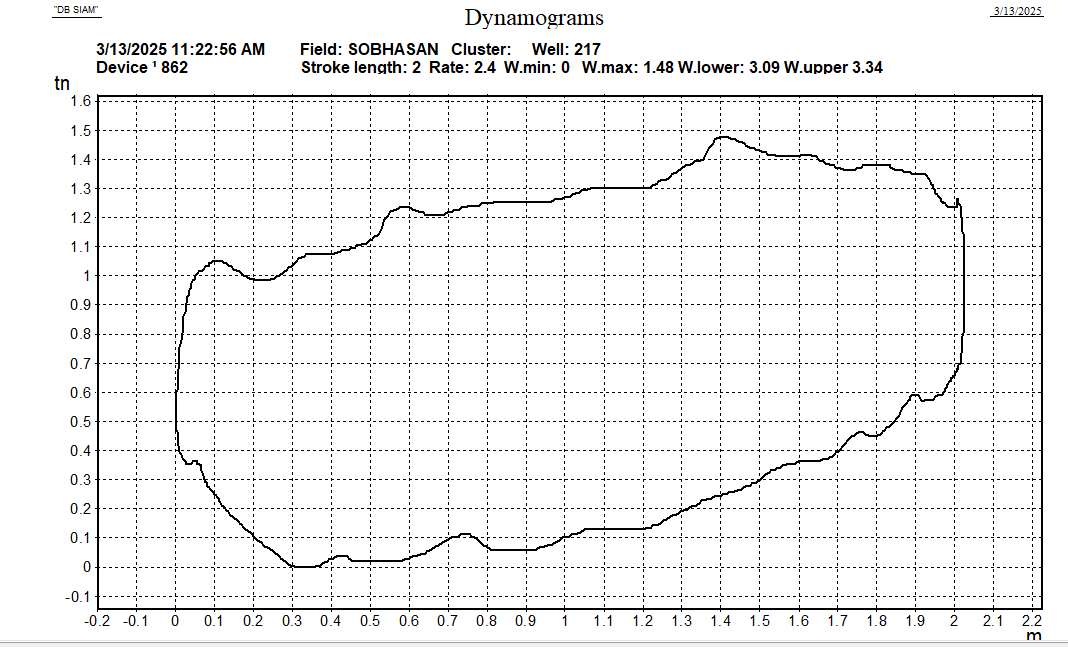 "DB SIAM"
3/13/2025
Dynamograms
3/13/2025 11:22:56 AM Field: SOBHASAN Cluster: Well: 217
Device ¹ 862 Stroke length: 2 Rate: 2.4 W.min: 0 W.max: 1.48 W.lower: 3.09 W.upper 3.34
tn
1.6
1.5
1.4
1.3
1.2
1.1
1
0.9
0.8
0.7
0.6
0.5
0.4
0.3
0.2
0.1
0
-0.1
-0.2 -0.1 0 0.1 0.2 0.3 0.4 0.5 0.6 0.7 0.8 0.9 1 1.1 1.2 1.3 1.4 1.5 1.6 1.7 1.8 1.9 2 2.1 2.2
m